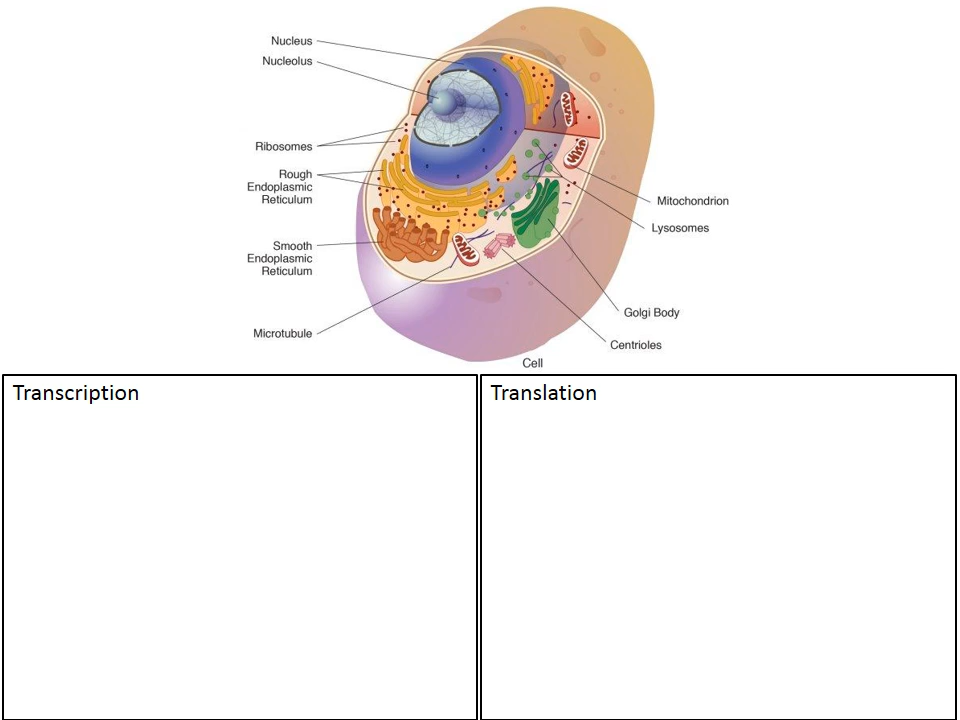 Nucleus
Nucleolus
Ribosomes
Rough
Endoplasmic
Reticulum
Smooth
Endoplasmic
Reticulum
Microtubule
Mitochondrion
Lysosomes
Golgi Body
Centrioles
Cell
Transcription
Translation